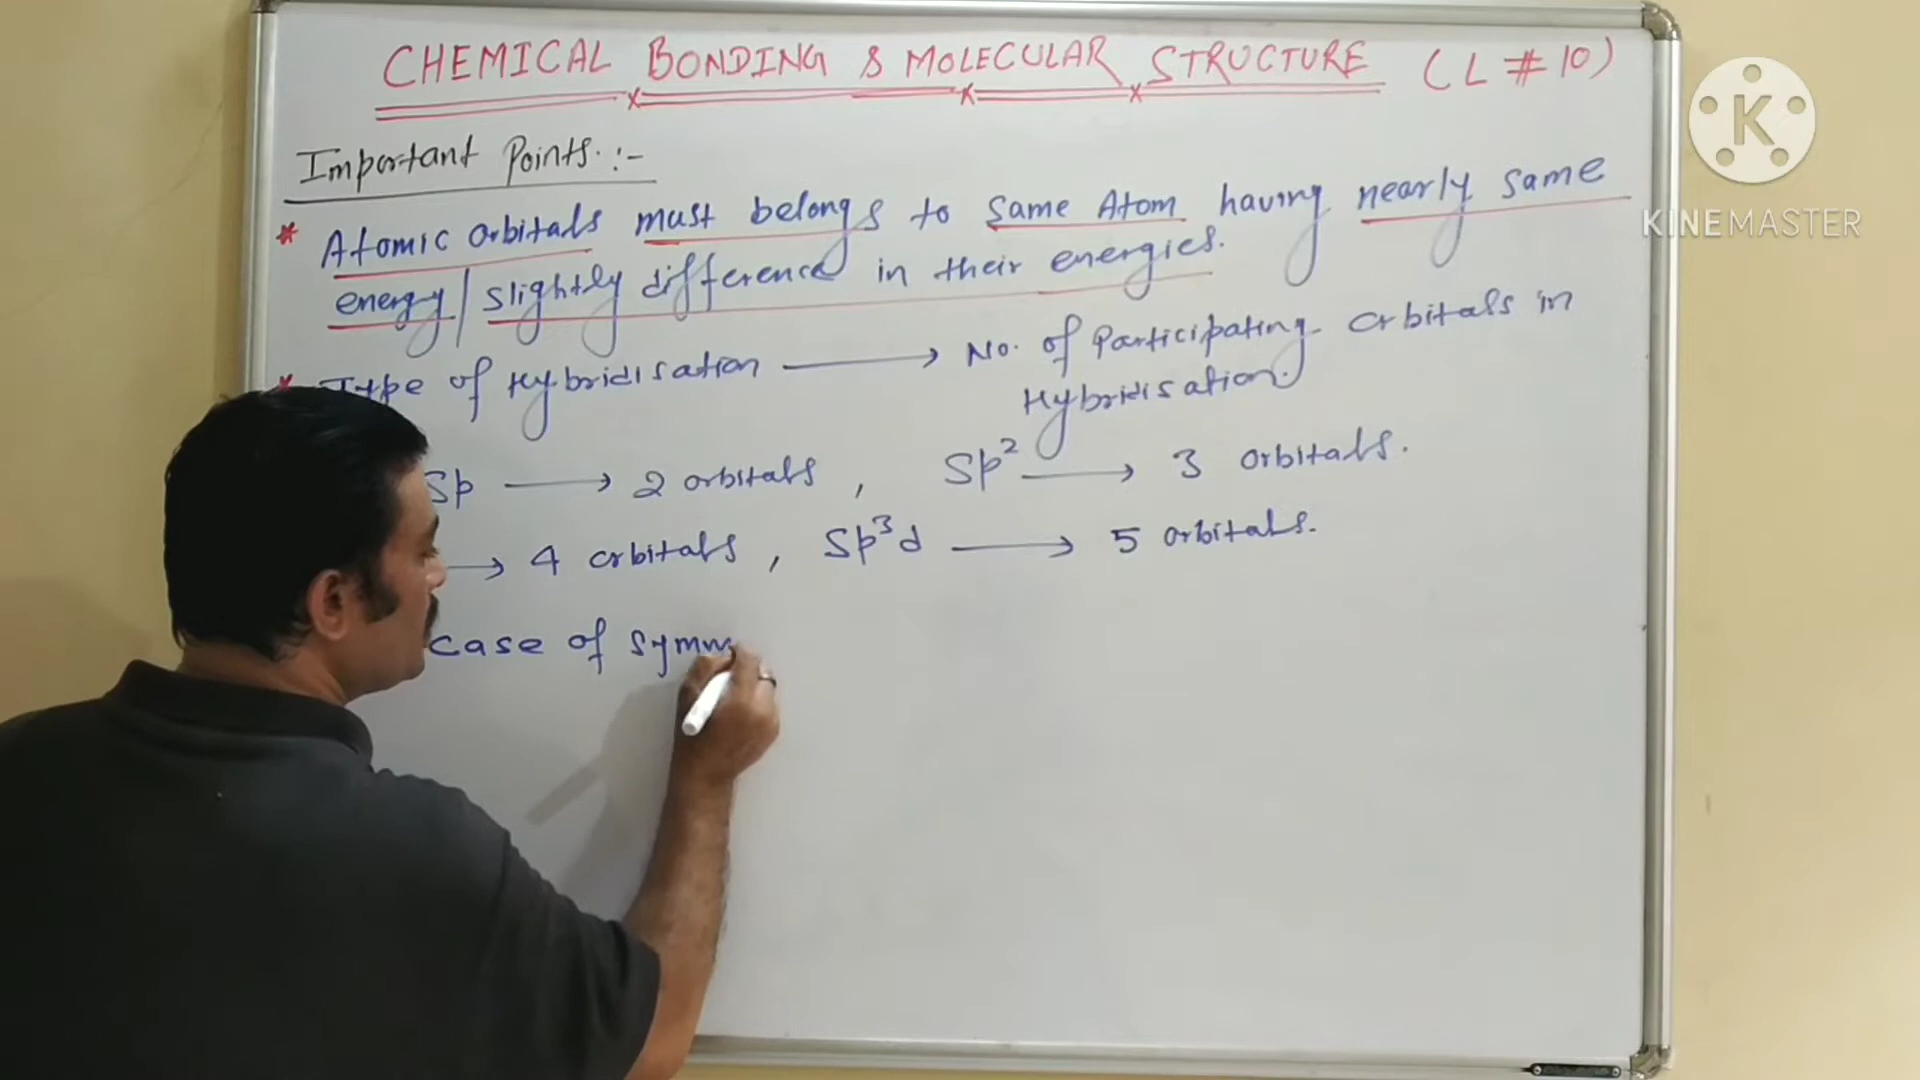 CHEMICAL BONDING & MOLECULAR STRUCTURE (L # 10)
Important Points :-
* Atomic orbitals must belongs to same Atom having nearly same
energy/slightly difference in their energies.
* Type of Hybridisation → No. of Participating orbitals in
Hybridisation.
Sp → 2 orbitals, Sp² → 3 orbitals.
→ 4 orbitals, Sp³d → 5 orbitals.
case of symm
K
KINEMASTER